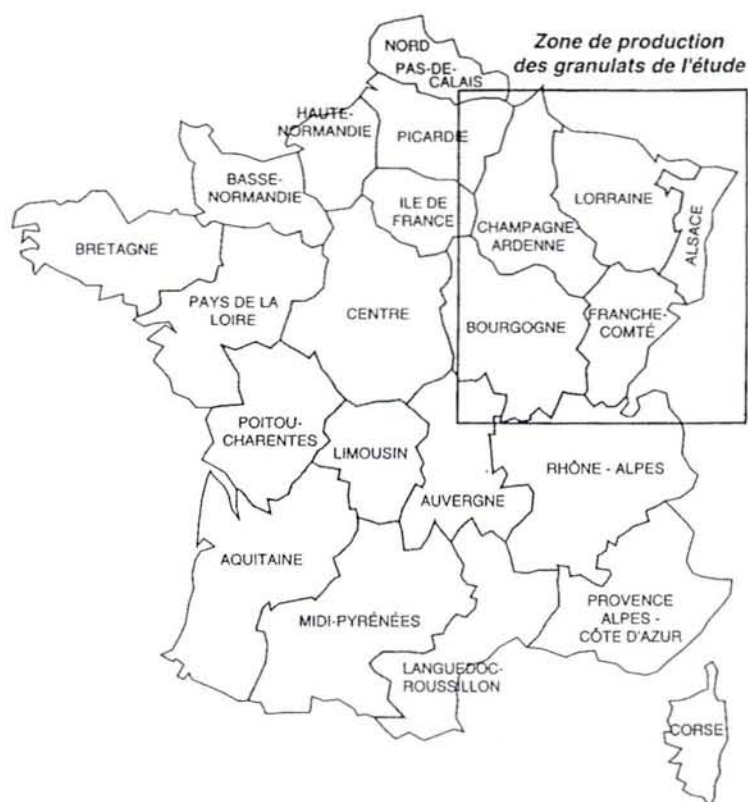 NORD
PAS-DE-
CALAIS
Zone de production
des granulats de l'étude
HAUTE-
NORMANDIE
PICARDIE
BASSE-
NORMANDIE
ILE DE
FRANCE
LORRAINE
ALSACE
CHAMPAGNE
ARDENNE
BRETAGNE
PAYS DE LA
LOIRE
CENTRE
BOURGOGNE
FRANCHE-
COMTÉ
POITOU-
CHARENTES
LIMOUSIN
AUVERGNE
RHÔNE - ALPES
AQUITAINE
MIDI-PYRÉNÉES
PROVENCE
ALPES -
CÔTE D'AZUR
LANGUEDOC-
ROUSSILLON
CORSE